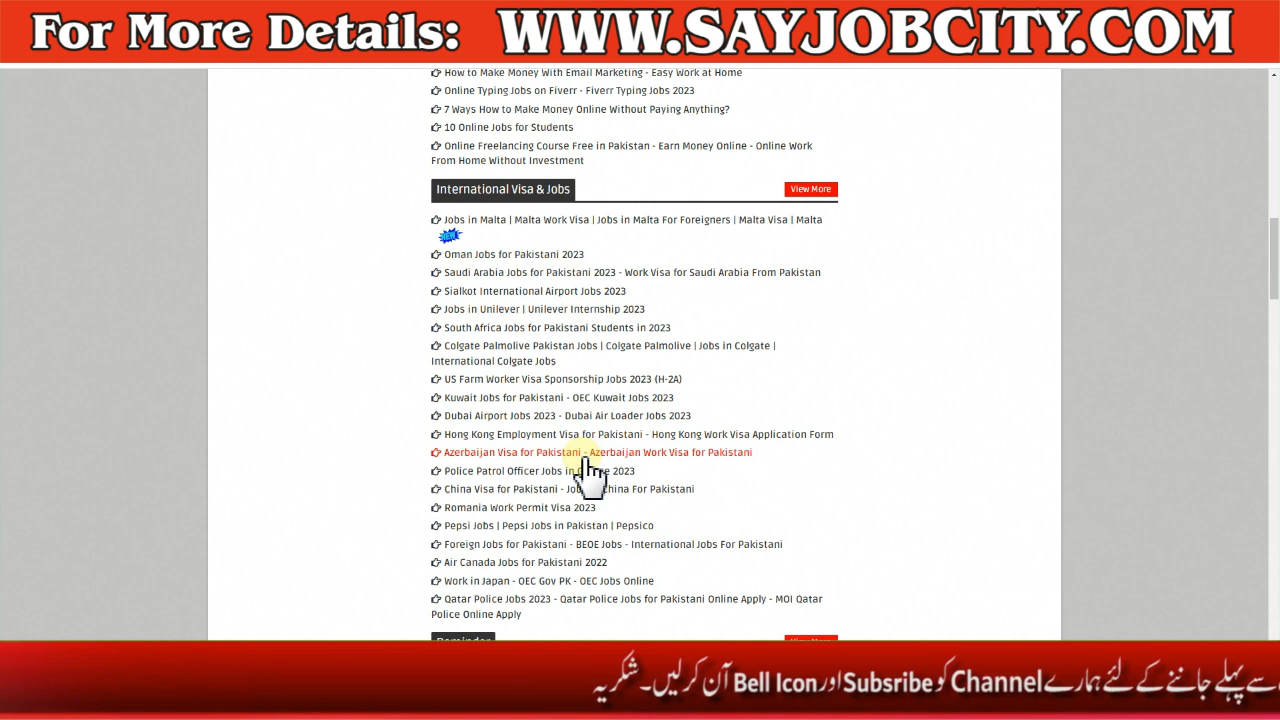 For More Details: WWW.SAYJOBCITY.COM
How to Make Money With Email Marketing - Easy Work at Home
Online Typing Jobs on Fiverr - Fiverr Typing Jobs 2023
7 Ways How to Make Money Online Without Paying Anything?
10 Online Jobs for Students
Online Freelancing Course Free in Pakistan - Earn Money Online - Online Work
From Home Without Investment
International Visa & Jobs View More
Jobs in Malta | Malta Work Visa | Jobs in Malta For Foreigners | Malta Visa | Malta
NEW
Oman Jobs for Pakistani 2023
Saudi Arabia Jobs for Pakistani 2023 - Work Visa for Saudi Arabia From Pakistan
Sialkot International Airport Jobs 2023
Jobs in Unilever | Unilever Internship 2023
South Africa Jobs for Pakistani Students in 2023
Colgate Palmolive Pakistan Jobs | Colgate Palmolive | Jobs in Colgate |
International Colgate Jobs
US Farm Worker Visa Sponsorship Jobs 2023 (H-2A)
Kuwait Jobs for Pakistani - OEC Kuwait Jobs 2023
Dubai Airport Jobs 2023 - Dubai Air Loader Jobs 2023
Hong Kong Employment Visa for Pakistani - Hong Kong Work Visa Application Form
Azerbaijan Visa for Pakistani - Azerbaijan Work Visa for Pakistani
Police Patrol Officer Jobs in 2023
China Visa for Pakistani - China For Pakistani
Romania Work Permit Visa 2023
Pepsi Jobs | Pepsi Jobs in Pakistan | Pepsico
Foreign Jobs for Pakistani - BEOE Jobs - International Jobs For Pakistani
Air Canada Jobs for Pakistani 2022
Work in Japan - OEC Gov PK - OEC Jobs Online
Qatar Police Jobs 2023 - Qatar Police Jobs for Pakistani Online Apply - MOI Qatar
Police Online Apply
Reminder View More
سے پہلے جاننے کے لئے ہمارے Channel کو Subsribe اور Bell Icon آن کرلیں۔ شکریہ